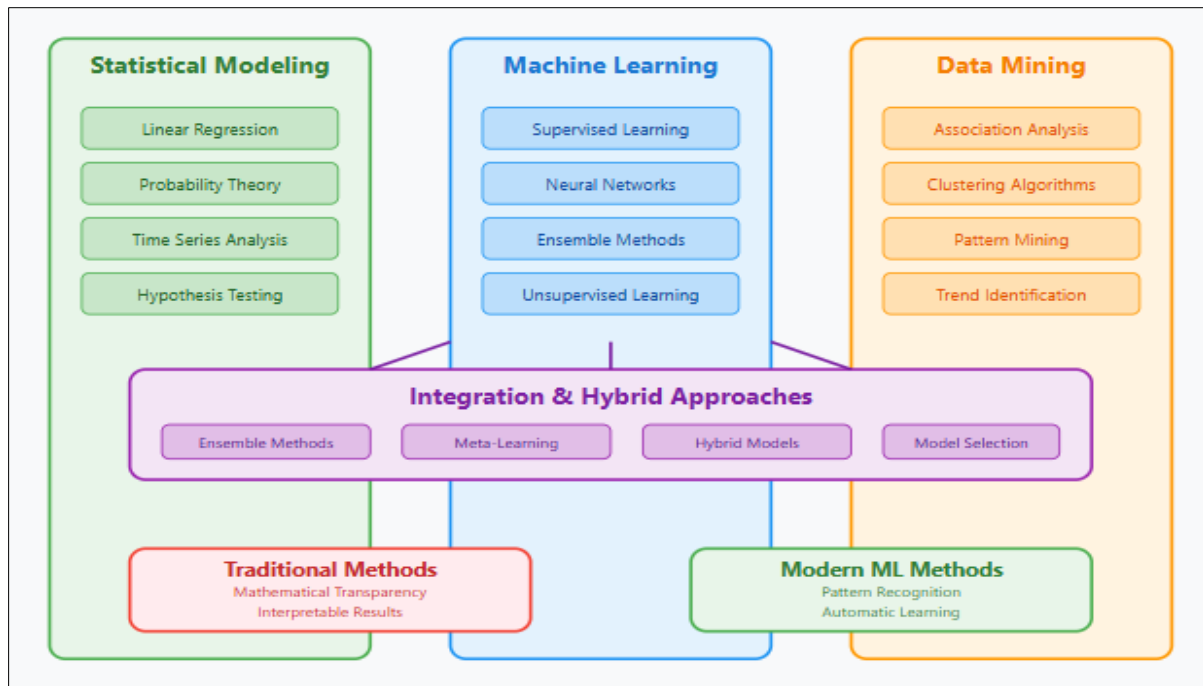 Statistical Modeling
Linear Regression
Probability Theory
Time Series Analysis
Hypothesis Testing
Machine Learning
Supervised Learning
Neural Networks
Ensemble Methods
Unsupervised Learning
Data Mining
Association Analysis
Clustering Algorithms
Pattern Mining
Trend Identification
Integration & Hybrid Approaches
Ensemble Methods
Meta-Learning
Hybrid Models
Model Selection
Traditional Methods
Mathematical Transparency
Interpretable Results
Modern ML Methods
Pattern Recognition
Automatic Learning